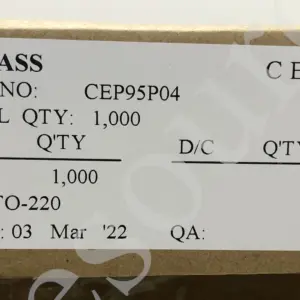 ASS C E
NO: CEP95P04
L QTY: 1,000
Q'TY D/C Q'TY
1,000
TO-220
: 03 Mar '22 QA: